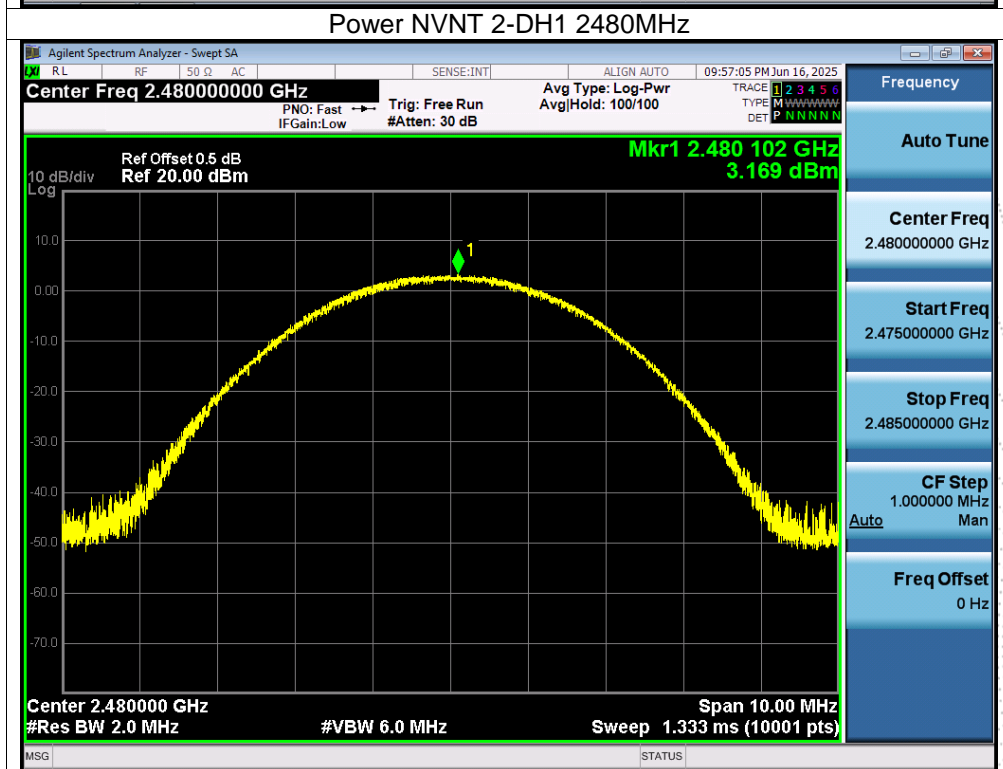 Power NVNT 2-DH1 2480MHz
Agilent Spectrum Analyzer - Swept SA
LXI RL RF 50 Ω AC SENSE:INT ALIGN AUTO 09:57:05 PM Jun 16, 2025
Center Freq 2.480000000 GHz
PNO: Fast
IFGain:Low
Trig: Free Run
#Atten: 30 dB
Avg Type: Log-Pwr
Avg|Hold: 100/100
TRACE 1 2 3 4 5 6
TYPE M WWWWW
DET P N N N N N
Mkr1 2.480 102 GHz
3.169 dBm
Ref Offset 0.5 dB
10 dB/div Ref 20.00 dBm
Log
10.0
1
0.00
-10.0
-20.0
-30.0
-40.0
-50.0
-60.0
-70.0
Center 2.480000 GHz Span 10.00 MHz
#Res BW 2.0 MHz #VBW 6.0 MHz Sweep 1.333 ms (10001 pts)
MSG STATUS
Frequency
Auto Tune
Center Freq
2.480000000 GHz
Start Freq
2.475000000 GHz
Stop Freq
2.485000000 GHz
CF Step
1.000000 MHz
Auto Man
Freq Offset
0 Hz